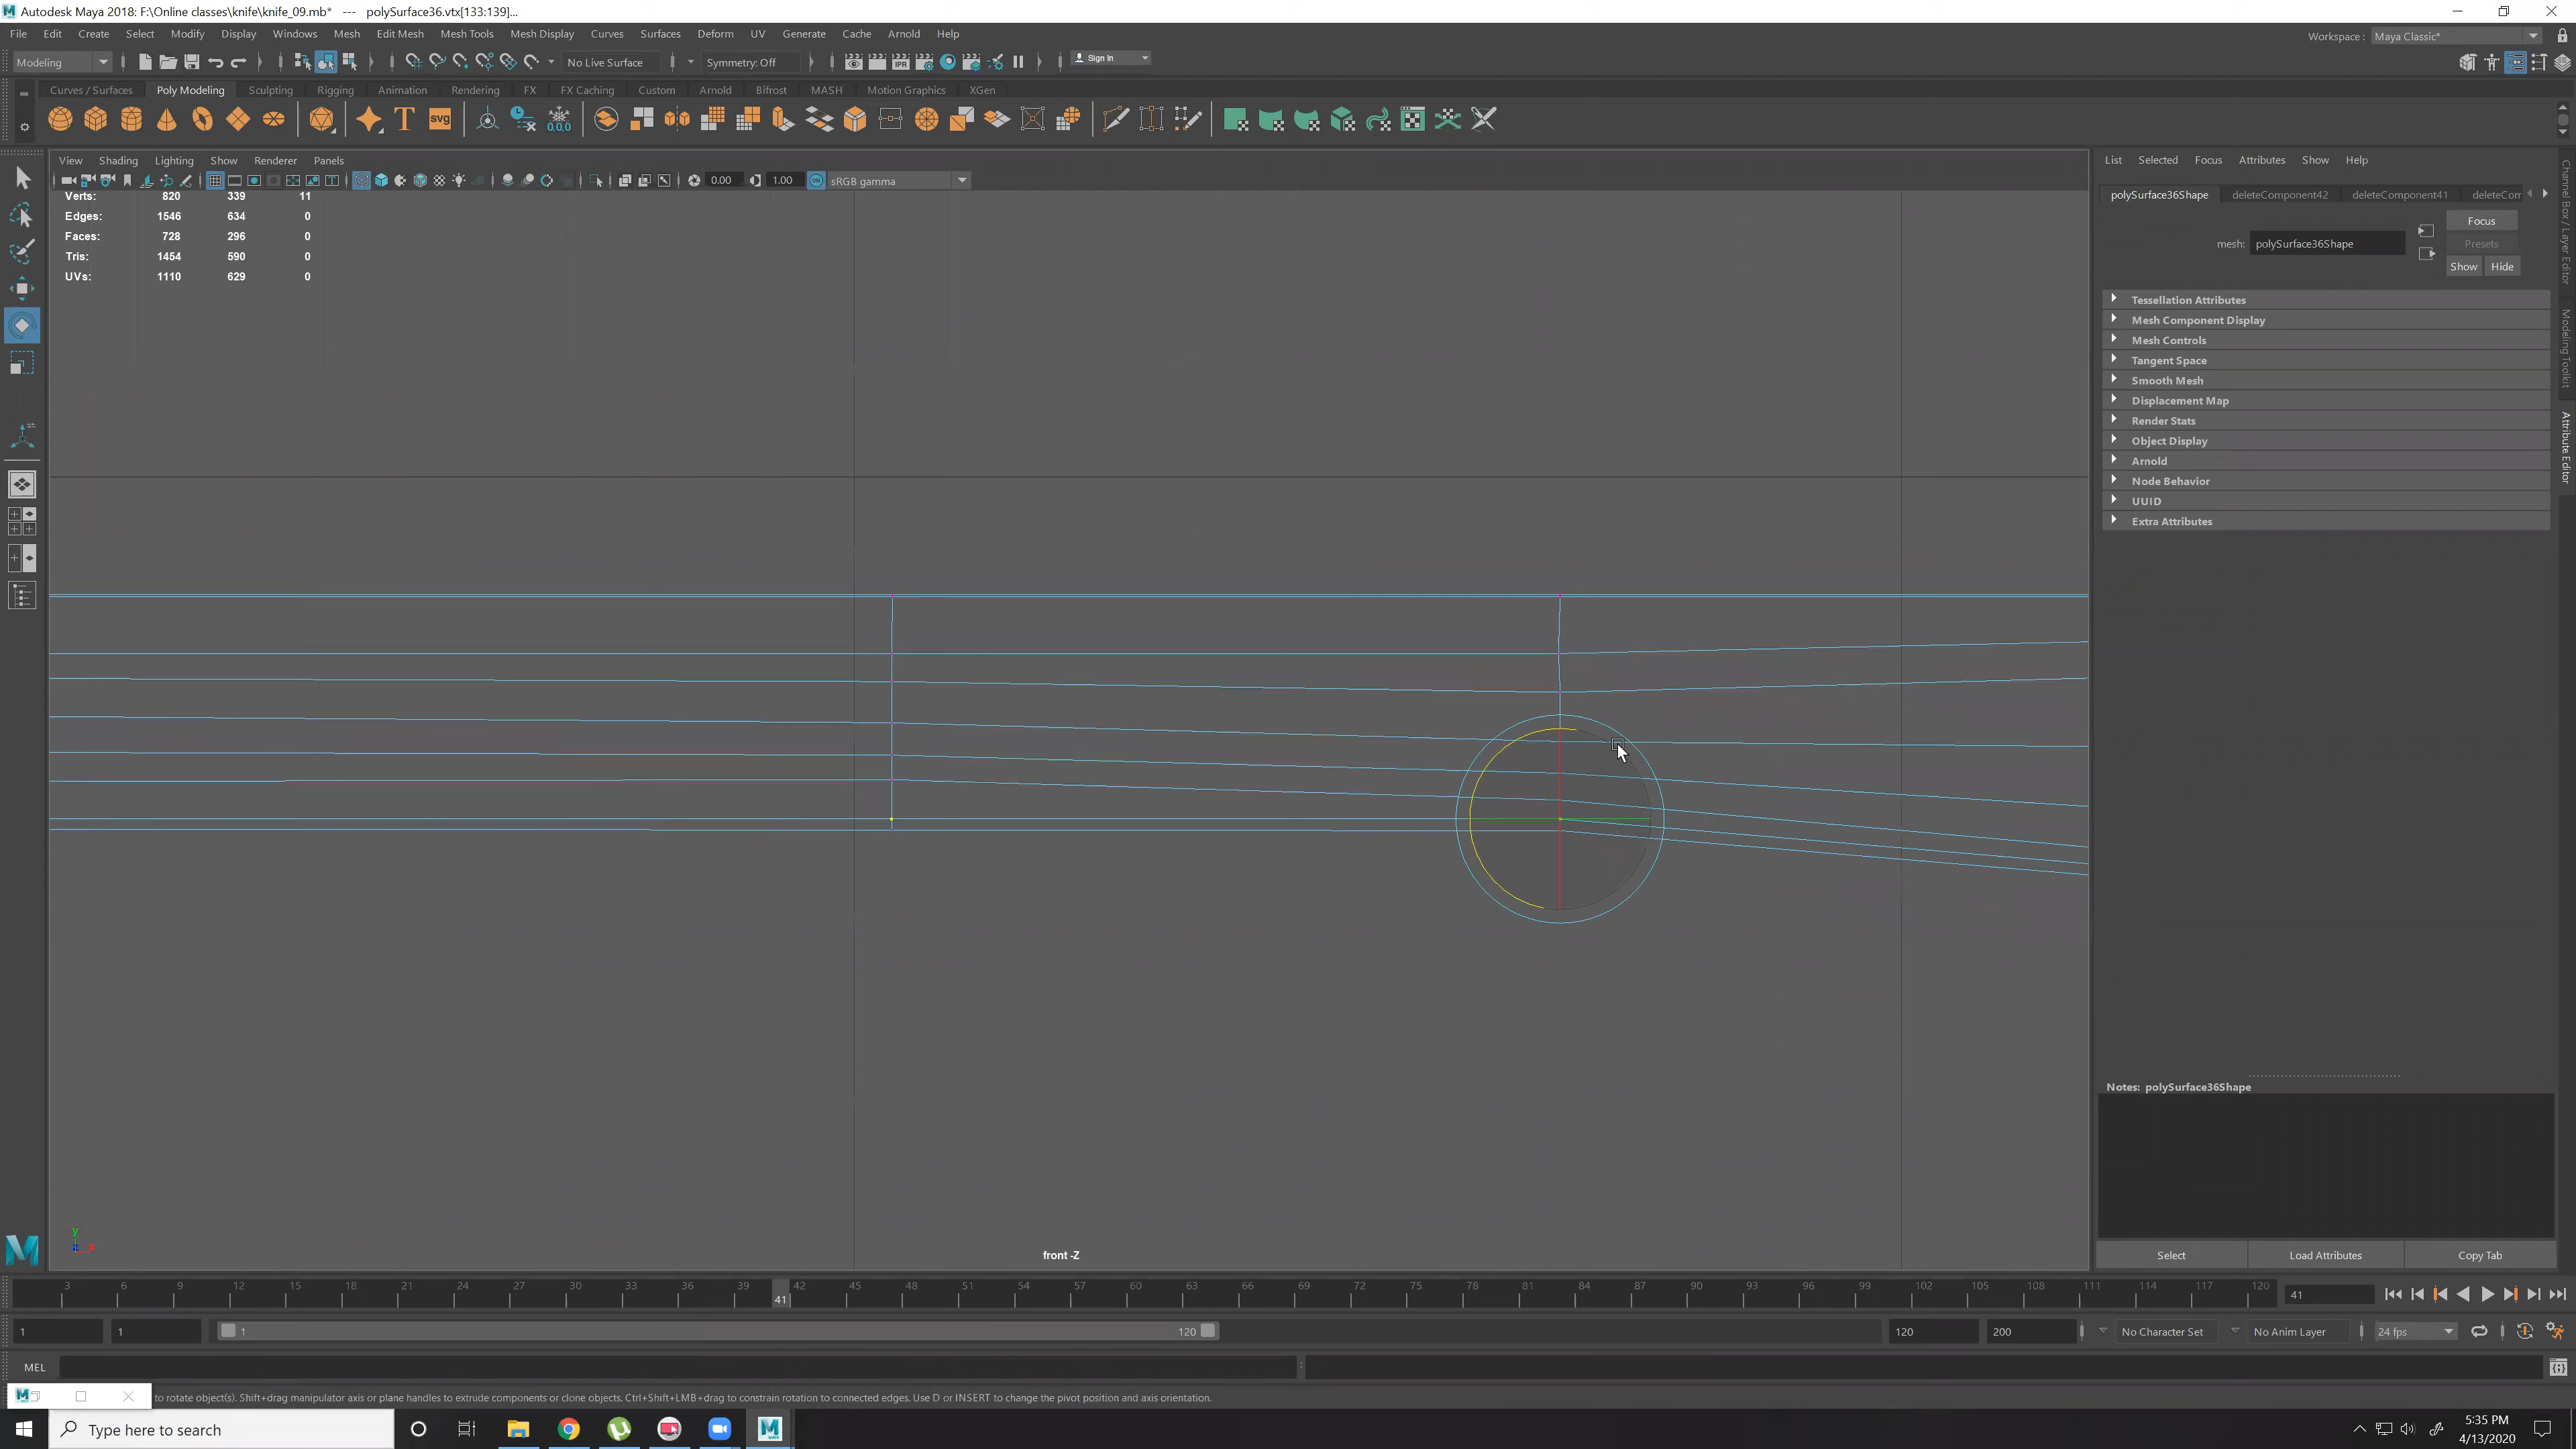 Autodesk Maya 2018: F:\Online classes\knife\knife_09.mb* --- polySurface36.vtx[133:139]...
File Edit Create Select Modify Display Windows Mesh Edit Mesh Mesh Tools Mesh Display Curves Surfaces Deform UV Generate Cache Arnold Help
Workspace : Maya Classic*
Modeling No Live Surface Symmetry: Off Sign In
Curves / Surfaces Poly Modeling Sculpting Rigging Animation Rendering FX FX Caching Custom Arnold Bifrost MASH Motion Graphics XGen
View Shading Lighting Show Renderer Panels
0.00 1.00 sRGB gamma
Verts: 820 339 11
Edges: 1546 634 0
Faces: 728 296 0
Tris: 1454 590 0
UVs: 1110 629 0
front -Z
List Selected Focus Attributes Show Help
polySurface36Shape deleteComponent42 deleteComponent41 deleteCom
Focus
mesh: polySurface36Shape Presets
Show Hide
Tessellation Attributes
Mesh Component Display
Mesh Controls
Tangent Space
Smooth Mesh
Displacement Map
Render Stats
Object Display
Arnold
Node Behavior
UUID
Extra Attributes
Notes: polySurface36Shape
Select Load Attributes Copy Tab
Channel Box / Layer Editor
Modeling Toolkit
Attribute Editor
3 6 9 12 15 18 21 24 27 30 33 36 39 42 45 48 51 54 57 60 63 66 69 72 75 78 81 84 87 90 93 96 99 102 105 108 111 114 117 120
41 41
1 1 1 120 120 200 No Character Set No Anim Layer 24 fps
MEL
to rotate object(s). Shift+drag manipulator axis or plane handles to extrude components or clone objects. Ctrl+Shift+LMB+drag to constrain rotation to connected edges. Use D or INSERT to change the pivot position and axis orientation.
Type here to search
5:35 PM
4/13/2020